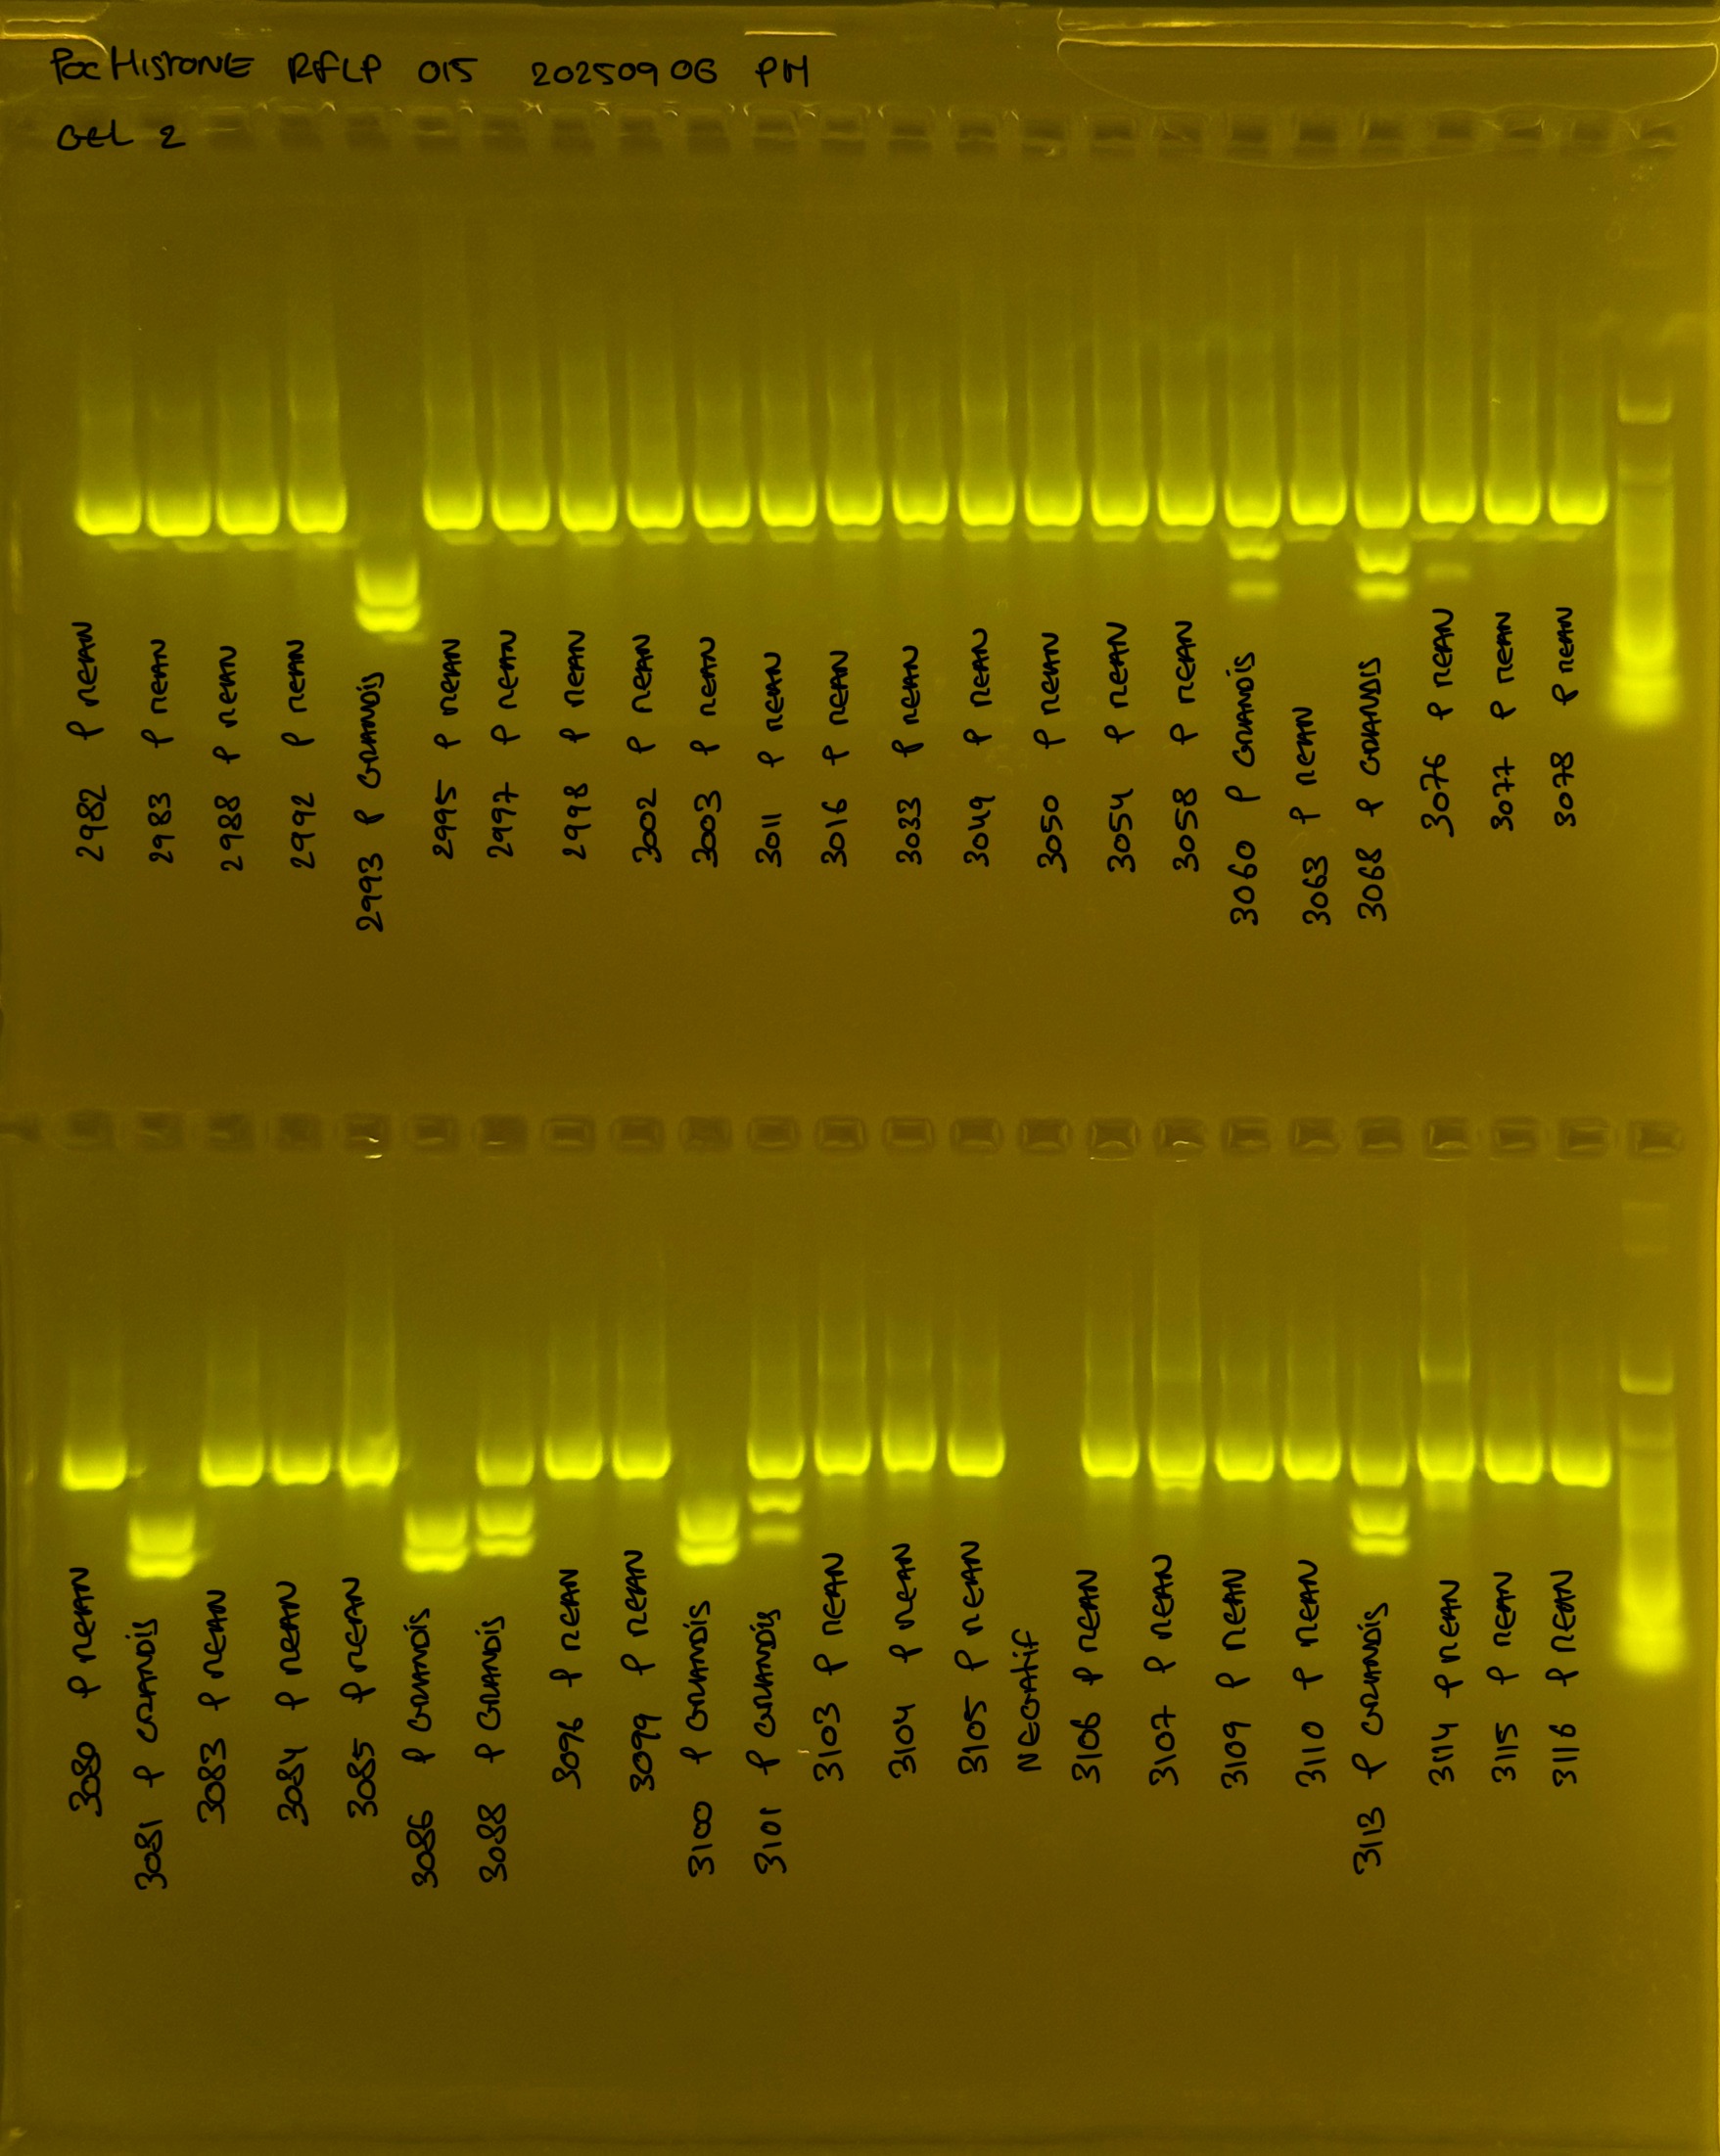 Poc HISTONE RFLP 015 20250906 PM
GEL 2
2982 P MEAN
2983 P MEAN
2988 P MEAN
2992 P MEAN
2993 P GRANDIS
2995 P MEAN
2997 P MEAN
2998 P MEAN
3002 P MEAN
3003 P MEAN
3011 P MEAN
3016 P MEAN
3033 P MEAN
3049 P MEAN
3050 P MEAN
3054 P MEAN
3058 P MEAN
3060 P GRANDIS
3063 P MEAN
3068 P GRANDIS
3076 P MEAN
3077 P MEAN
3078 P MEAN
3080 P MEAN
3081 P GRANDIS
3083 P MEAN
3084 P MEAN
3085 P MEAN
3086 P GRANDIS
3088 P GRANDIS
3096 P MEAN
3099 P MEAN
3100 P GRANDIS
3101 P GRANDIS
3103 P MEAN
3104 P MEAN
3105 P MEAN
NEGATIF
3106 P MEAN
3107 P MEAN
3109 P MEAN
3110 P MEAN
3113 P GRANDIS
3114 P MEAN
3115 P MEAN
3116 P MEAN